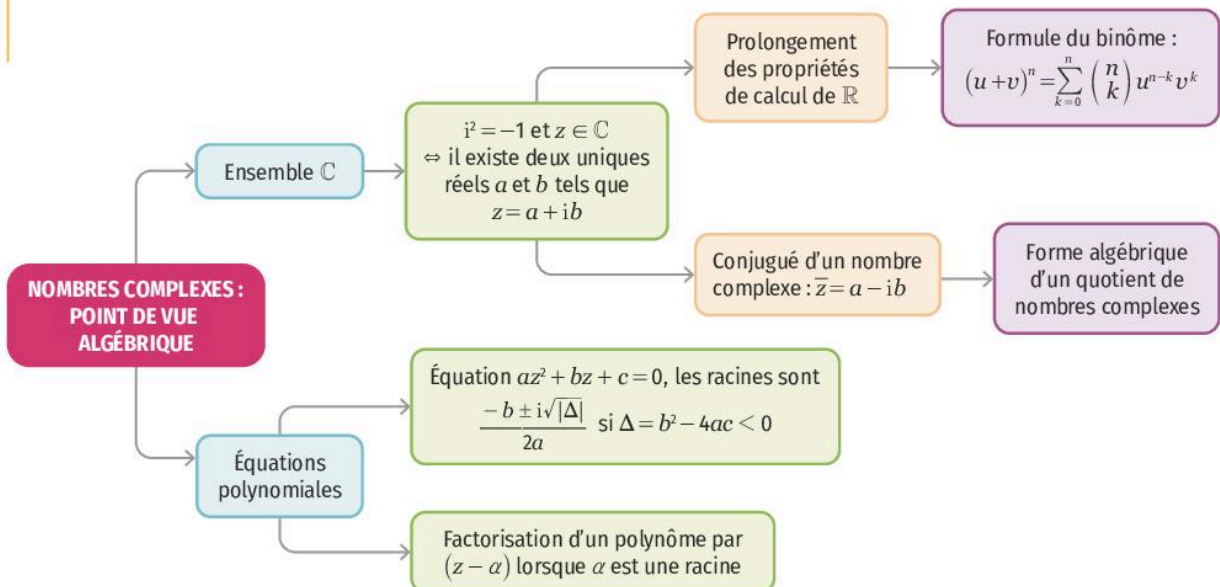 NOMBRES COMPLEXES :
POINT DE VUE
ALGÉBRIQUE
Ensemble ℂ
i² = −1 et z ∈ ℂ
⇔ il existe deux uniques
réels a et b tels que
z = a + ib
Prolongement
des propriétés
de calcul de ℝ
Formule du binôme :
(u + v)ⁿ = ∑ₖ₌₀ⁿ (n k) uⁿ⁻ᵏ vᵏ
Conjugué d'un nombre
complexe : z̅ = a − ib
Forme algébrique
d'un quotient de
nombres complexes
Équations
polynomiales
Équation az² + bz + c = 0, les racines sont
(−b ± i√|Δ|)/2a si Δ = b² − 4ac < 0
Factorisation d'un polynôme par
(z − α) lorsque α est une racine